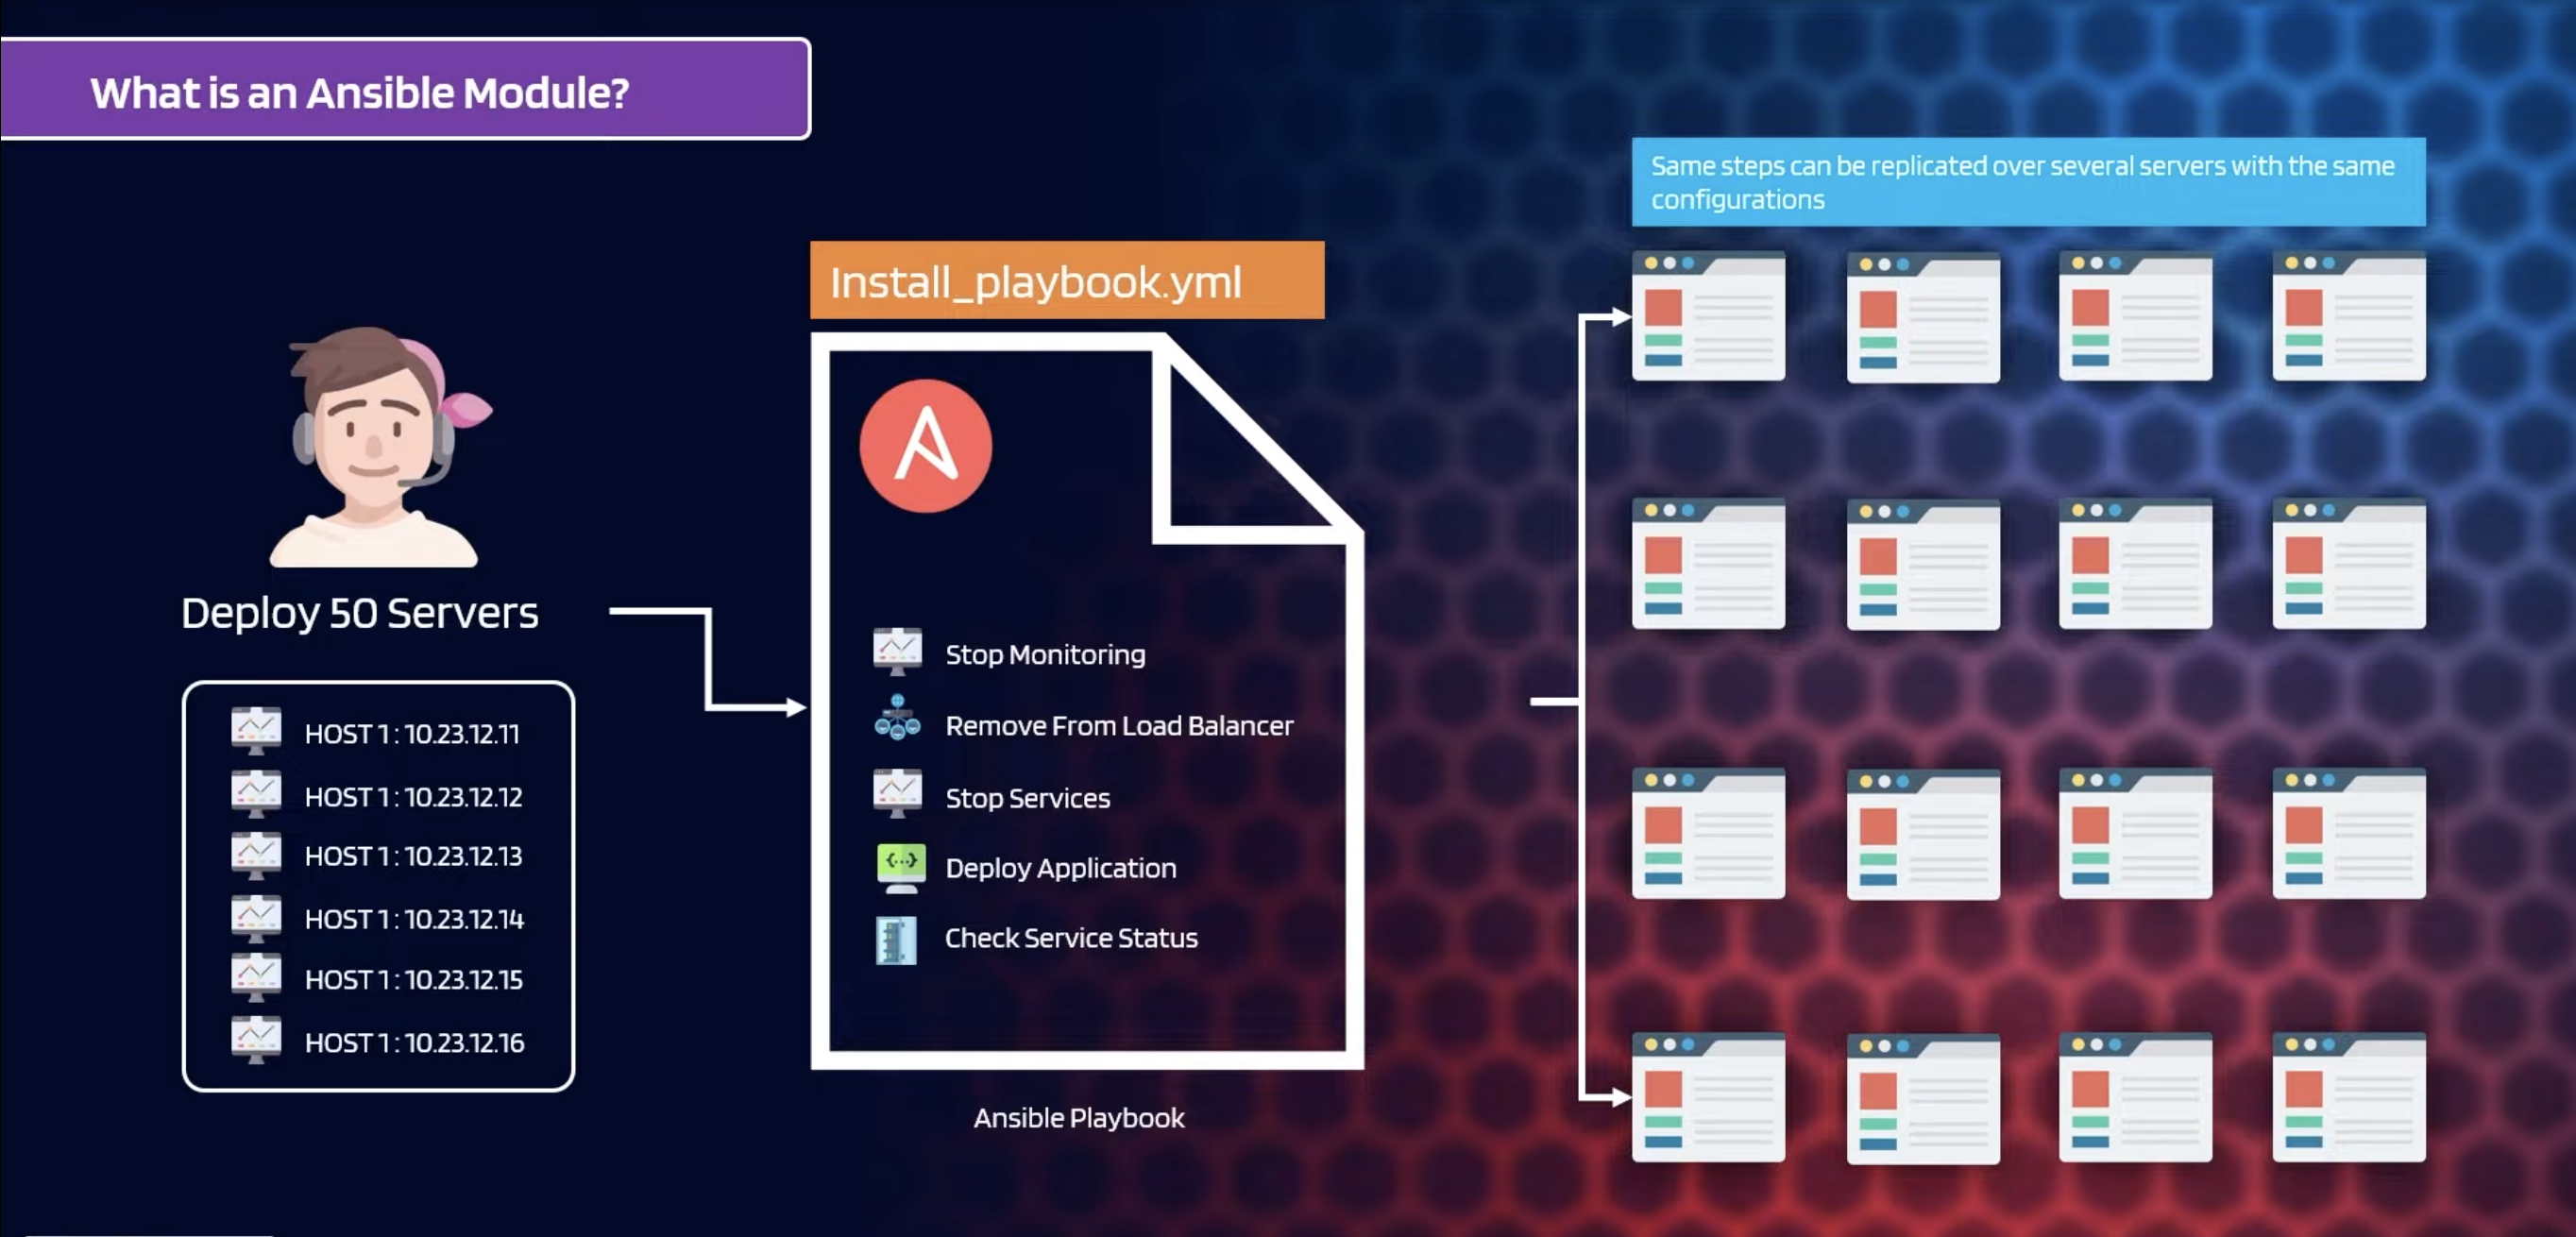 What is an Ansible Module?
Same steps can be replicated over several servers with the same
configurations
Install_playbook.yml
Deploy 50 Servers
HOST 1 : 10.23.12.11
HOST 1 : 10.23.12.12
HOST 1 : 10.23.12.13
HOST 1 : 10.23.12.14
HOST 1 : 10.23.12.15
HOST 1 : 10.23.12.16
Stop Monitoring
Remove From Load Balancer
Stop Services
Deploy Application
Check Service Status
Ansible Playbook